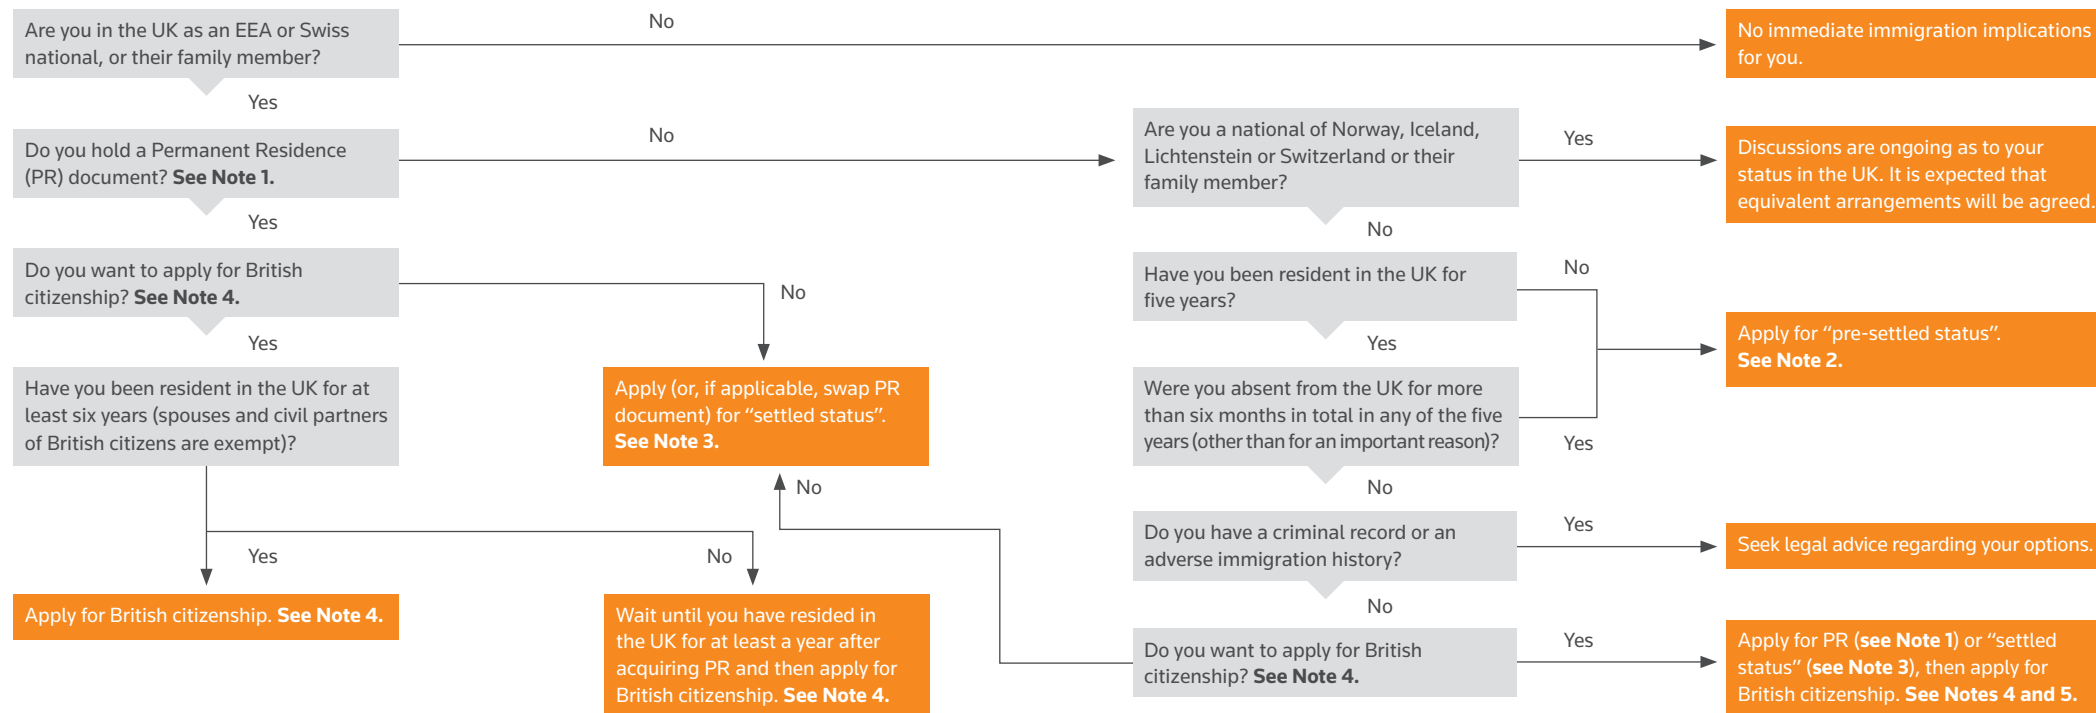 Are you in the UK as an EEA or Swiss
national, or their family member?
No
No immediate immigration implications
for you.
Yes
Do you hold a Permanent Residence
(PR) document? See Note 1.
No
Are you a national of Norway, Iceland,
Lichtenstein or Switzerland or their
family member?
Yes
Discussions are ongoing as to your
status in the UK. It is expected that
equivalent arrangements will be agreed.
Yes
No
Do you want to apply for British
citizenship? See Note 4.
No
Have you been resident in the UK for
five years?
No
Yes
Yes
Apply for “pre-settled status”.
See Note 2.
Have you been resident in the UK for at
least six years (spouses and civil partners
of British citizens are exempt)?
Apply (or, if applicable, swap PR
document) for “settled status”.
See Note 3.
Were you absent from the UK for more
than six months in total in any of the five
years (other than for an important reason)?
Yes
No
No
Do you have a criminal record or an
adverse immigration history?
Yes
Seek legal advice regarding your options.
Yes
No
No
Apply for British citizenship. See Note 4.
Wait until you have resided in
the UK for at least a year after
acquiring PR and then apply for
British citizenship. See Note 4.
Do you want to apply for British
citizenship? See Note 4.
Yes
Apply for PR (see Note 1) or “settled
status” (see Note 3), then apply for
British citizenship. See Notes 4 and 5.